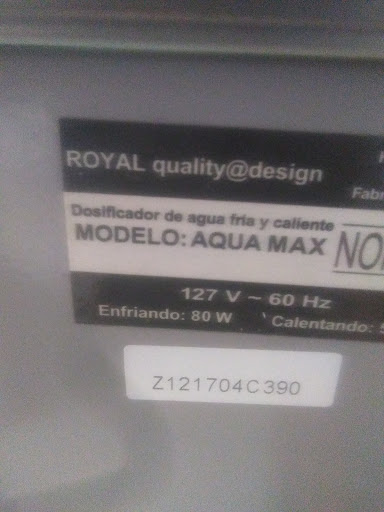 ROYAL quality@design
Fabr
Dosificador de agua fria y caliente
MODELO: AQUA MAX
NO
127 V ~ 60 Hz
Enfriando: 80 W Calentando:
Z121704C390